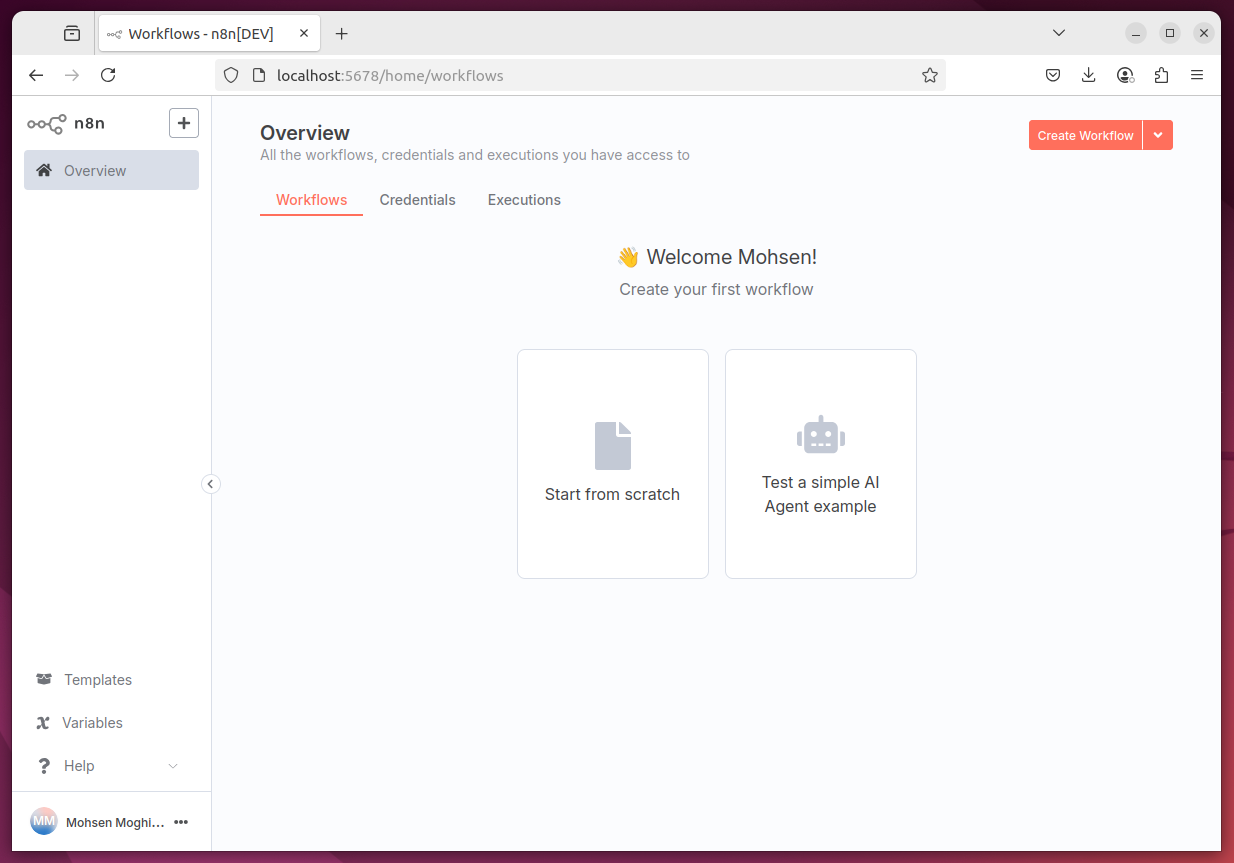 Workflows - n8n[DEV]
localhost:5678/home/workflows
n8n
Overview
Templates
Variables
Help
MM
Mohsen Moghi...
Overview
All the workflows, credentials and executions you have access to
Create Workflow
Workflows Credentials Executions
👋 Welcome Mohsen!
Create your first workflow
Start from scratch
Test a simple AI
Agent example